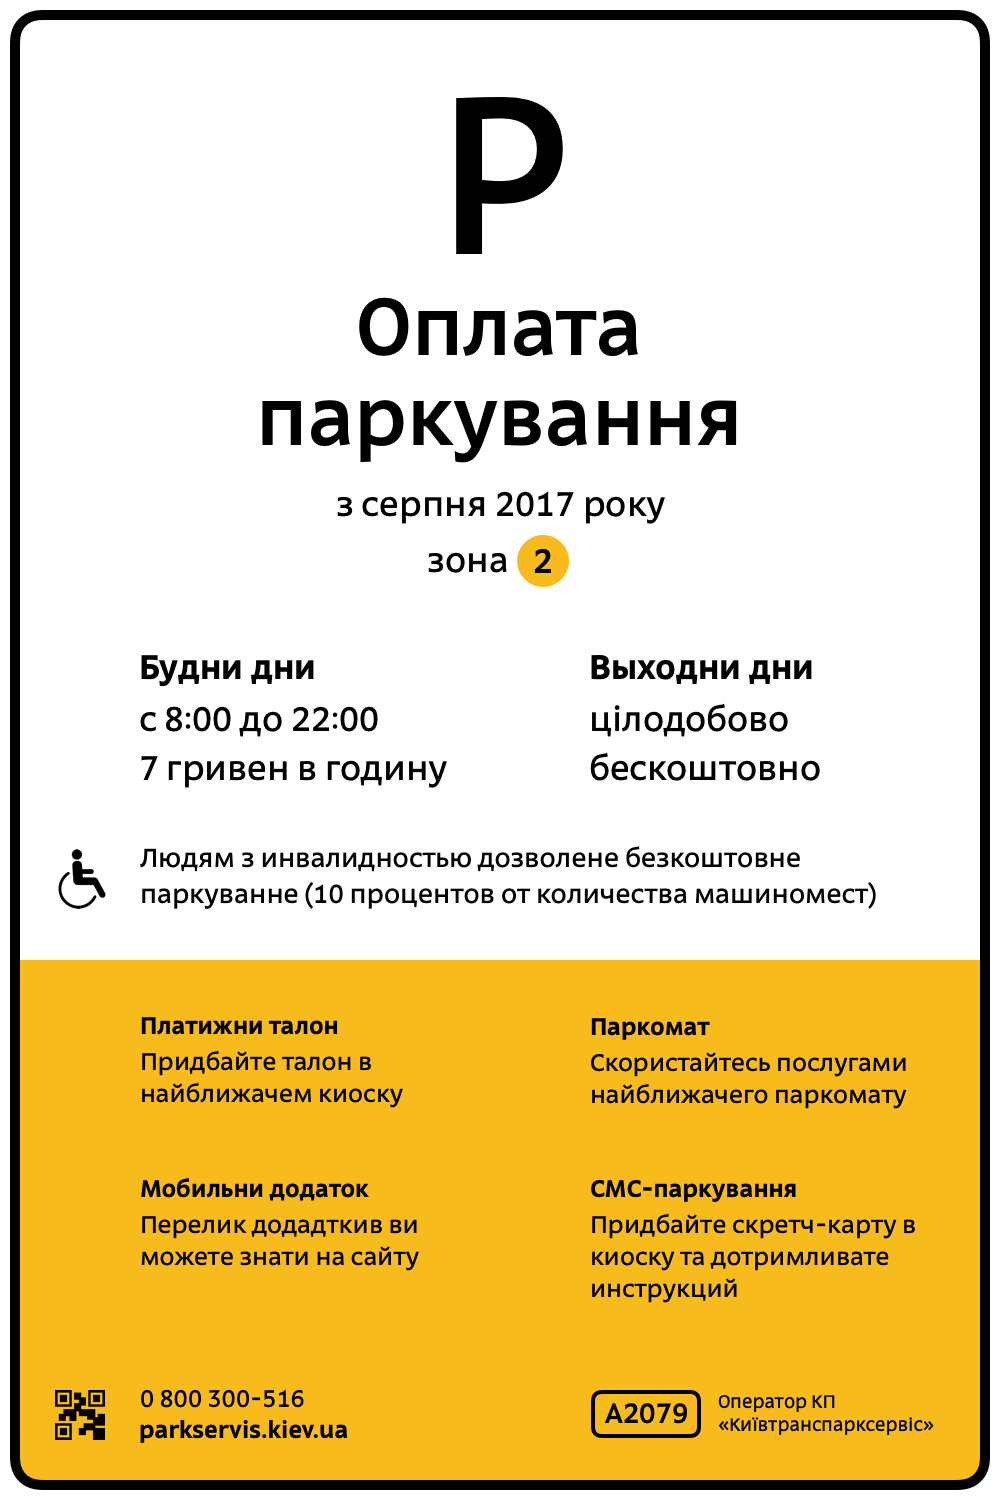 P
Оплата
паркування
з серпня 2017 року
зона 2
Будни дни
с 8:00 до 22:00
7 гривен в годину
Выходни дни
цілодобово
бескоштовно
Людям з инвалидностью дозволене безкоштовне
паркуванне (10 процентов от количества машиномест)
Платижни талон
Придбайте талон в
найближачем киоску
Паркомат
Скористайтесь послугами
найближачего паркомату
Мобильни додаток
Перелик додадткив ви
можете знати на сайту
СМС-паркування
Придбайте скретч-карту в
киоску та дотримливате
инструкций
0 800 300-516
parkservis.kiev.ua
А2079
Оператор КП
«Київтранспарксервіс»